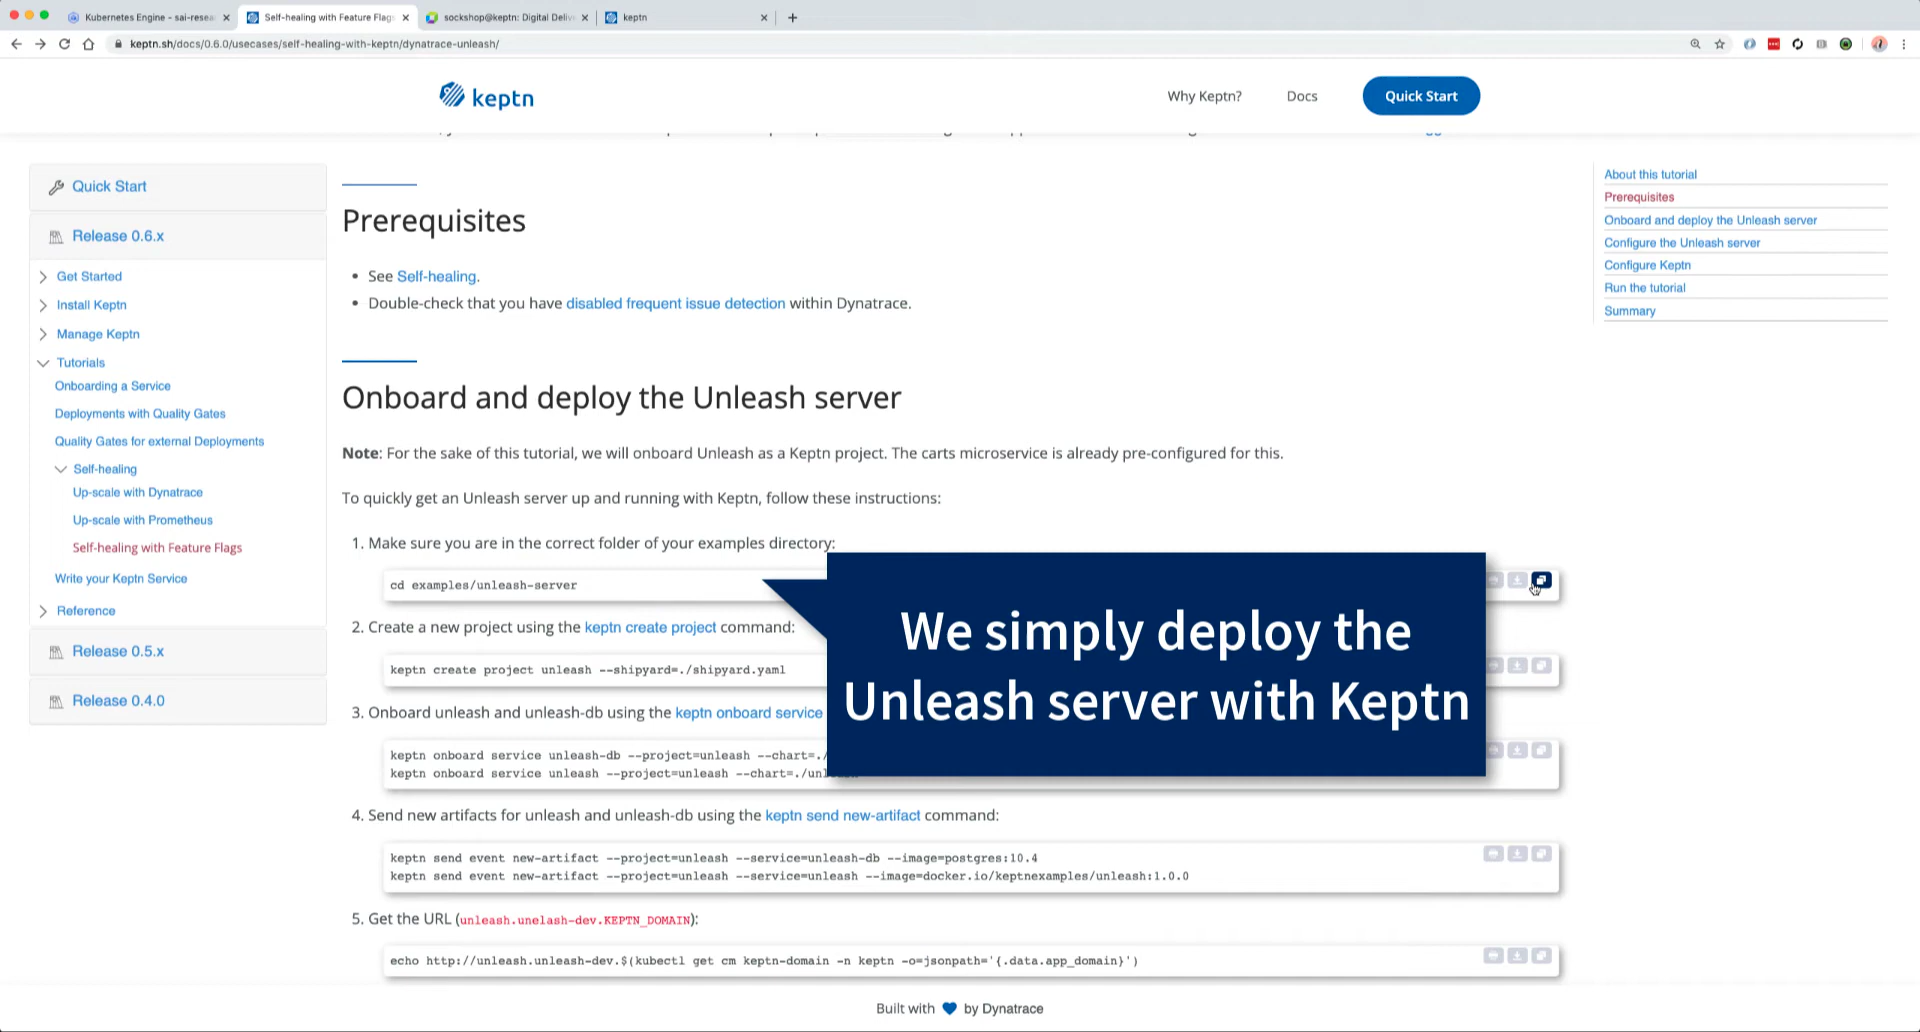 Kubernetes Engine - sai-resea
Self-healing with Feature Flags
sockshop@keptn: Digital Deliv
keptn
keptn.sh/docs/0.6.0/usecases/self-healing-with-keptn/dynatrace-unleash/
keptn
Why Keptn?
Docs
Quick Start
Quick Start
Release 0.6.x
Get Started
Install Keptn
Manage Keptn
Tutorials
Onboarding a Service
Deployments with Quality Gates
Quality Gates for external Deployments
Self-healing
Up-scale with Dynatrace
Up-scale with Prometheus
Self-healing with Feature Flags
Write your Keptn Service
Reference
Release 0.5.x
Release 0.4.0
Prerequisites
• See Self-healing.
• Double-check that you have disabled frequent issue detection within Dynatrace.
Onboard and deploy the Unleash server
Note: For the sake of this tutorial, we will onboard Unleash as a Keptn project. The carts microservice is already pre-configured for this.
To quickly get an Unleash server up and running with Keptn, follow these instructions:
1. Make sure you are in the correct folder of your examples directory:
cd examples/unleash-server
2. Create a new project using the keptn create project command:
keptn create project unleash --shipyard=./shipyard.yaml
3. Onboard unleash and unleash-db using the keptn onboard service
keptn onboard service unleash-db --project=unleash --chart=./
keptn onboard service unleash --project=unleash --chart=./unl
We simply deploy the
Unleash server with Keptn
4. Send new artifacts for unleash and unleash-db using the keptn send new-artifact command:
keptn send event new-artifact --project=unleash --service=unleash-db --image=postgres:10.4
keptn send event new-artifact --project=unleash --service=unleash --image=docker.io/keptnexamples/unleash:1.0.0
5. Get the URL (unleash.unelash-dev.KEPTN_DOMAIN):
echo http://unleash.unleash-dev.$(kubectl get cm keptn-domain -n keptn -o=jsonpath='{.data.app_domain}')
About this tutorial
Prerequisites
Onboard and deploy the Unleash server
Configure the Unleash server
Configure Keptn
Run the tutorial
Summary
Built with by Dynatrace